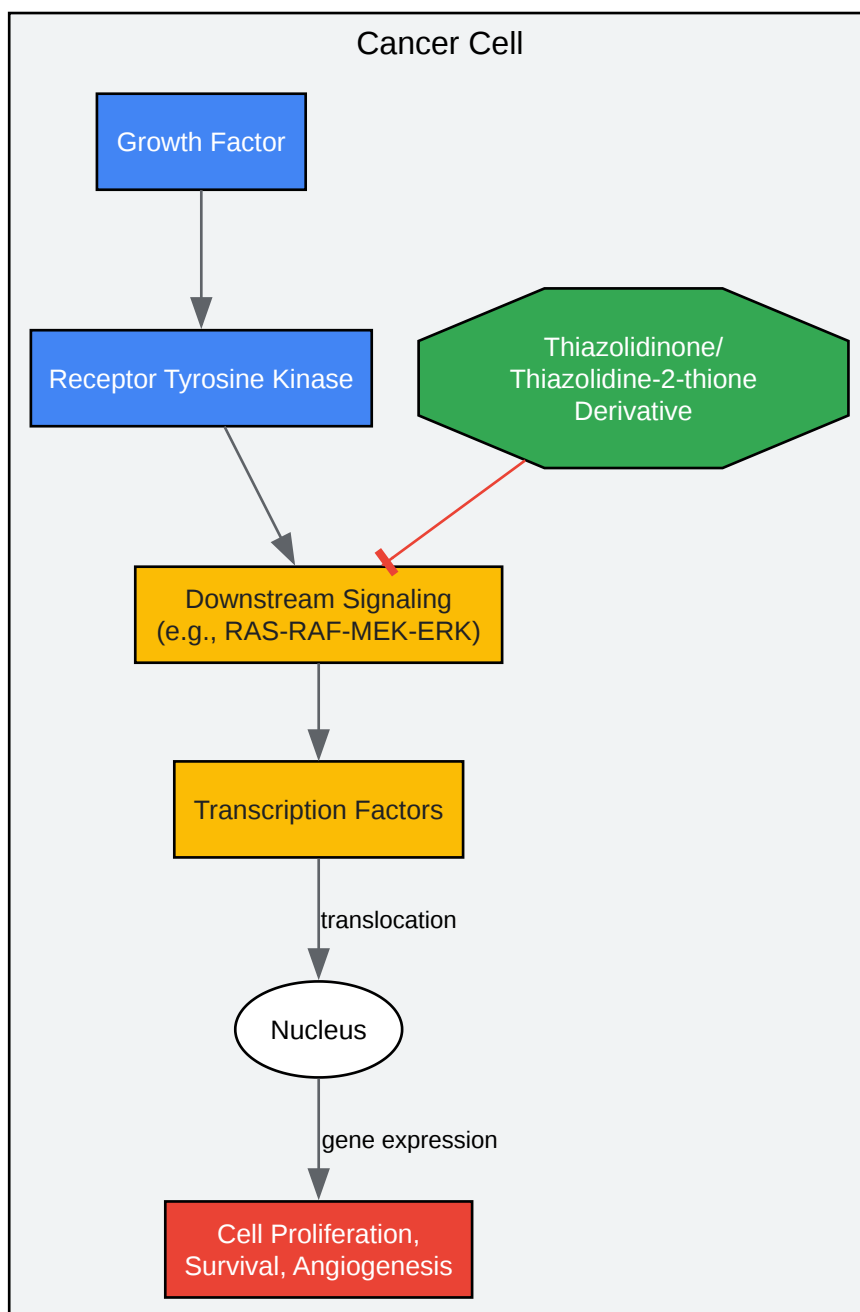 Cancer Cell
Growth Factor
Receptor Tyrosine Kinase
Thiazolidinone/
Thiazolidine-2-thione
Derivative
Downstream Signaling
(e.g., RAS-RAF-MEK-ERK)
Transcription Factors
translocation
Nucleus
gene expression
Cell Proliferation,
Survival, Angiogenesis